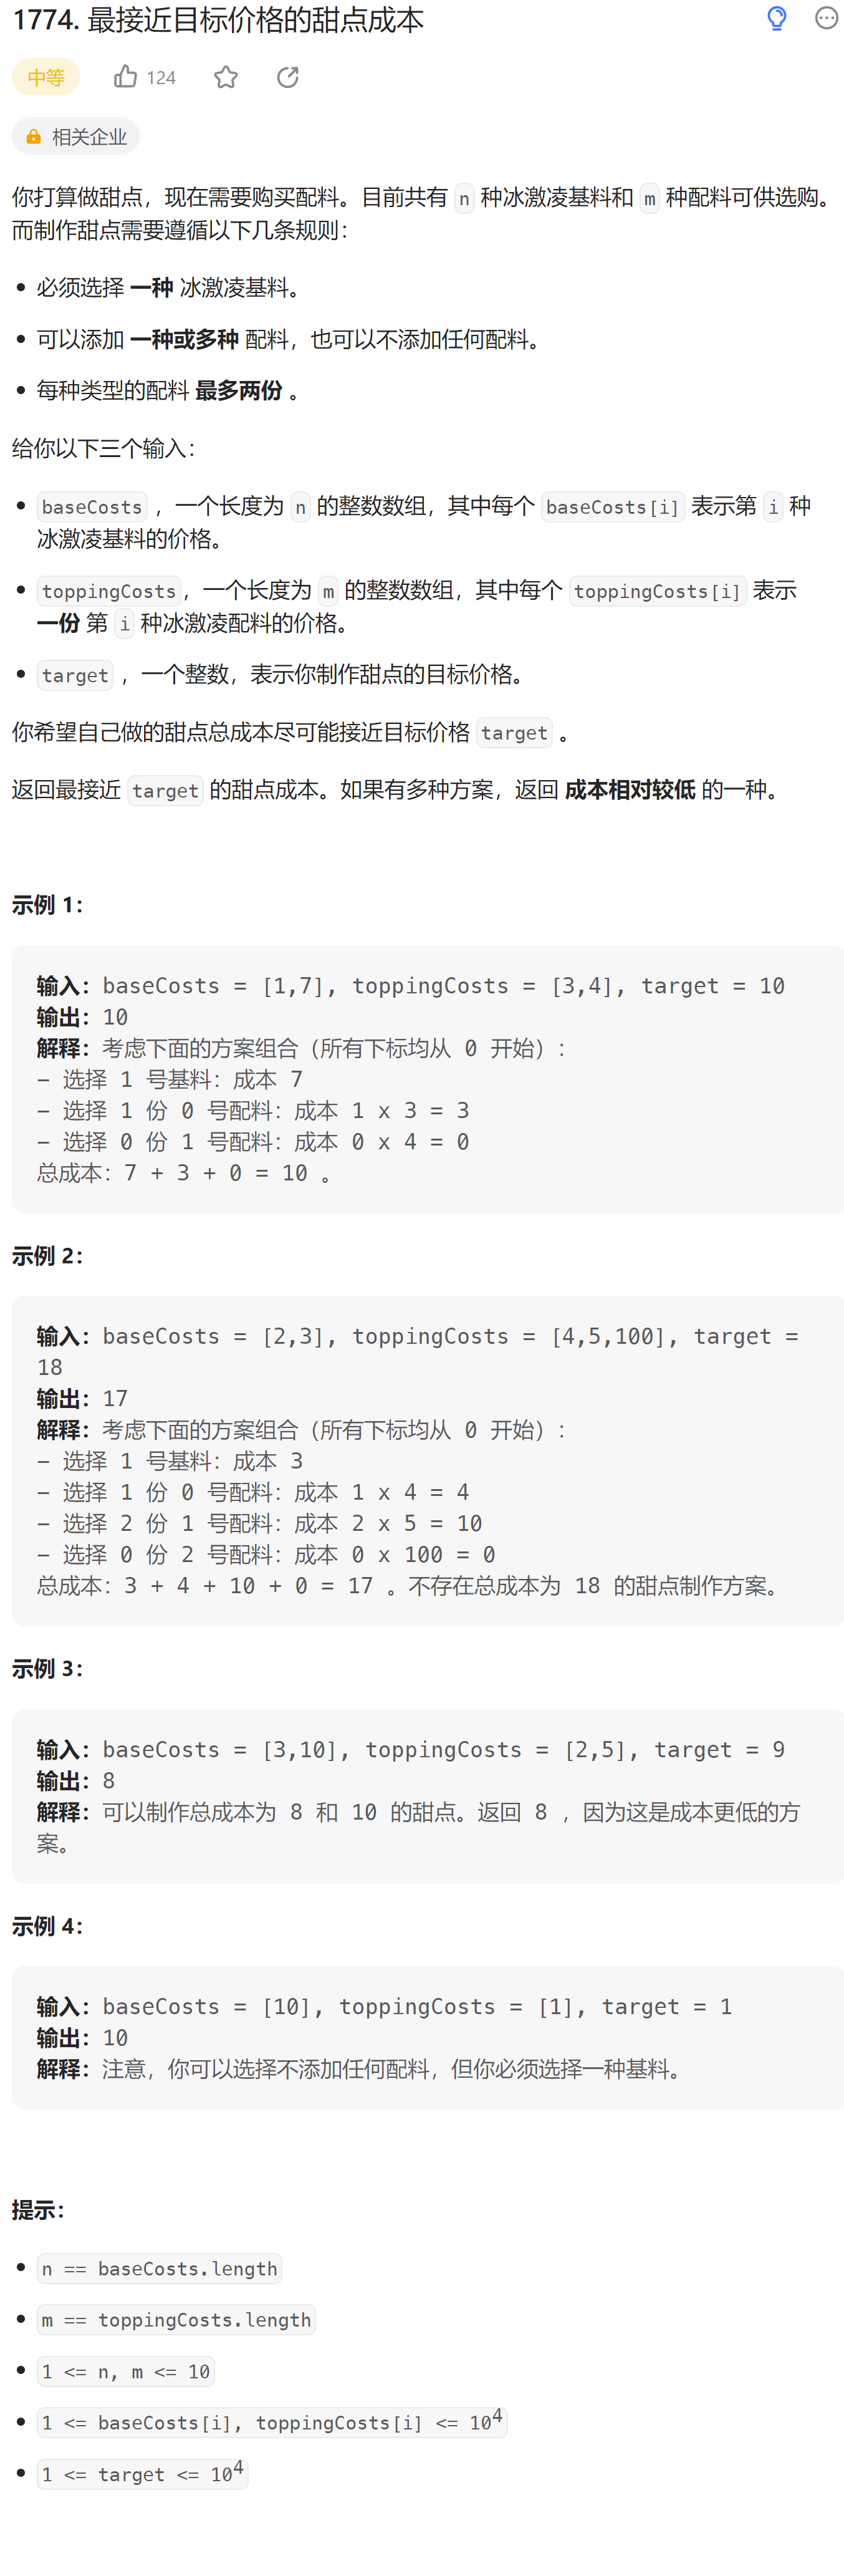 1774. 最接近目标价格的甜点成本
中等
124
相关企业
你打算做甜点，现在需要购买配料。目前共有 n 种冰激凌基料和 m 种配料可供选购。
而制作甜点需要遵循以下几条规则：
• 必须选择 一种 冰激凌基料。
• 可以添加 一种或多种 配料，也可以不添加任何配料。
• 每种类型的配料 最多两份 。
给你以下三个输入：
• baseCosts ，一个长度为 n 的整数数组，其中每个 baseCosts[i] 表示第 i 种
冰激凌基料的价格。
• toppingCosts，一个长度为 m 的整数数组，其中每个 toppingCosts[i] 表示
一份 第 i 种冰激凌配料的价格。
• target ，一个整数，表示你制作甜点的目标价格。
你希望自己做的甜点总成本尽可能接近目标价格 target 。
返回最接近 target 的甜点成本。如果有多种方案，返回 成本相对较低 的一种。
示例 1：
输入：baseCosts = [1,7], toppingCosts = [3,4], target = 10
输出：10
解释：考虑下面的方案组合（所有下标均从 0 开始）：
- 选择 1 号基料：成本 7
- 选择 1 份 0 号配料：成本 1 x 3 = 3
- 选择 0 份 1 号配料：成本 0 x 4 = 0
总成本：7 + 3 + 0 = 10 。
示例 2：
输入：baseCosts = [2,3], toppingCosts = [4,5,100], target =
18
输出：17
解释：考虑下面的方案组合（所有下标均从 0 开始）：
- 选择 1 号基料：成本 3
- 选择 1 份 0 号配料：成本 1 x 4 = 4
- 选择 2 份 1 号配料：成本 2 x 5 = 10
- 选择 0 份 2 号配料：成本 0 x 100 = 0
总成本：3 + 4 + 10 + 0 = 17 。不存在总成本为 18 的甜点制作方案。
示例 3：
输入：baseCosts = [3,10], toppingCosts = [2,5], target = 9
输出：8
解释：可以制作总成本为 8 和 10 的甜点。返回 8 ，因为这是成本更低的方
案。
示例 4：
输入：baseCosts = [10], toppingCosts = [1], target = 1
输出：10
解释：注意，你可以选择不添加任何配料，但你必须选择一种基料。
提示：
• n == baseCosts.length
• m == toppingCosts.length
• 1 <= n, m <= 10
• 1 <= baseCosts[i], toppingCosts[i] <= 10⁴
• 1 <= target <= 10⁴